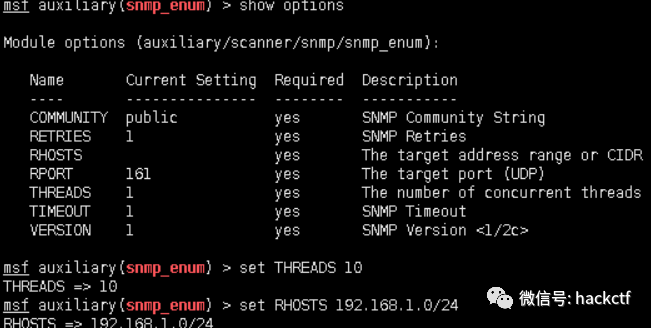 msf auxiliary(snmp_enum) > show options
Module options (auxiliary/scanner/snmp/snmp_enum):
Name Current Setting Required Description
---- --------------- -------- -----------
COMMUNITY public yes SNMP Community String
RETRIES 1 yes SNMP Retries
RHOSTS yes The target address range or CIDR
RPORT 161 yes The target port (UDP)
THREADS 1 yes The number of concurrent threads
TIMEOUT 1 yes SNMP Timeout
VERSION 1 yes SNMP Version <1/2c>
msf auxiliary(snmp_enum) > set THREADS 10
THREADS => 10
msf auxiliary(snmp_enum) > set RHOSTS 192.168.1.0/24
RHOSTS => 192.168.1.0/24
微信号: hackctf